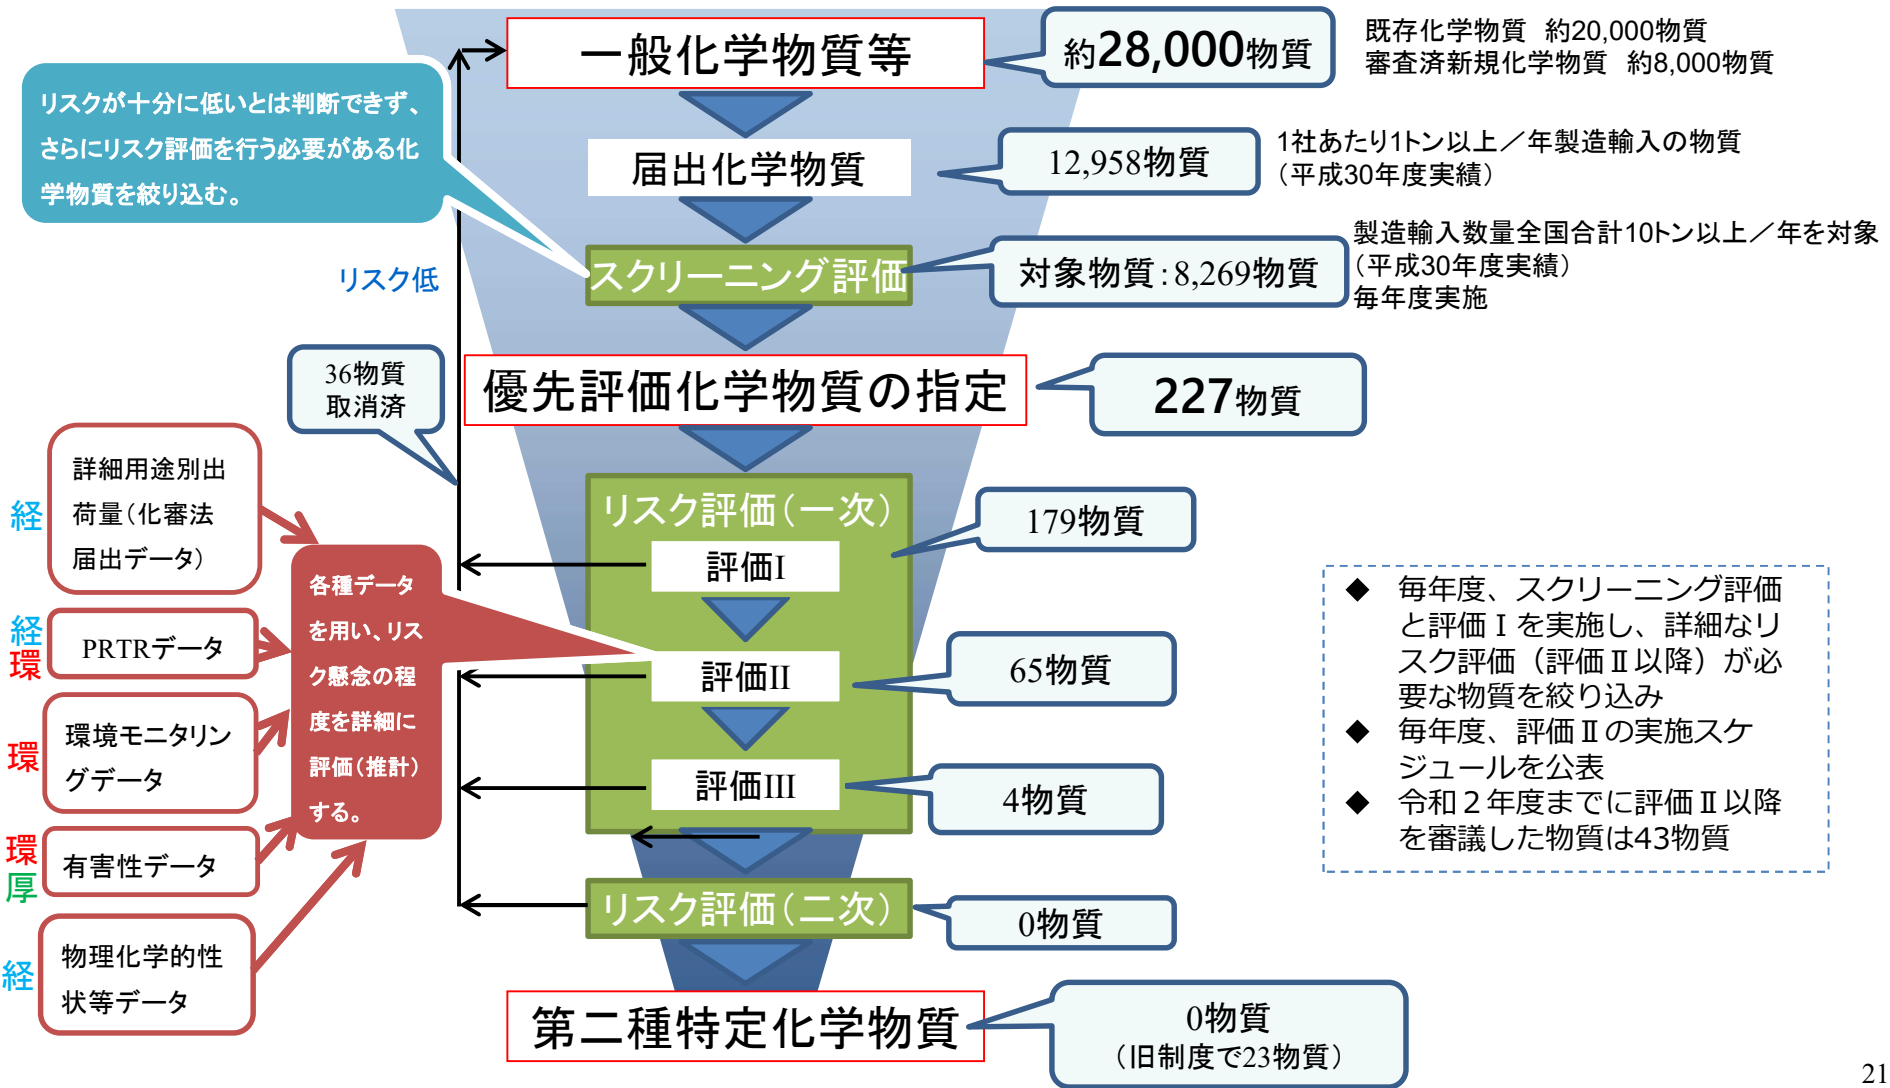 一般化学物質等
約28,000物質
既存化学物質 約20,000物質
審査済新規化学物質 約8,000物質
リスクが十分に低いとは判断できず、
さらにリスク評価を行う必要がある化
学物質を絞り込む。
届出化学物質
12,958物質
1社あたり1トン以上／年製造輸入の物質
（平成30年度実績）
スクリーニング評価
対象物質：8,269物質
製造輸入数量全国合計10トン以上／年を対象
（平成30年度実績）
毎年度実施
リスク低
36物質
取消済
優先評価化学物質の指定
227物質
経
詳細用途別出
荷量（化審法
届出データ）
経
環
PRTRデータ
環
環境モニタリン
グデータ
環
厚
有害性データ
経
物理化学的性
状等データ
各種データ
を用い、リス
ク懸念の程
度を詳細に
評価（推計）
する。
リスク評価（一次）
179物質
評価I
評価II
65物質
評価III
4物質
リスク評価（二次）
0物質
第二種特定化学物質
0物質
（旧制度で23物質）
◆ 毎年度、スクリーニング評価
と評価Ⅰを実施し、詳細なリ
スク評価（評価Ⅱ以降）が必
要な物質を絞り込み
◆ 毎年度、評価Ⅱの実施スケ
ジュールを公表
◆ 令和２年度までに評価Ⅱ以降
を審議した物質は43物質
21